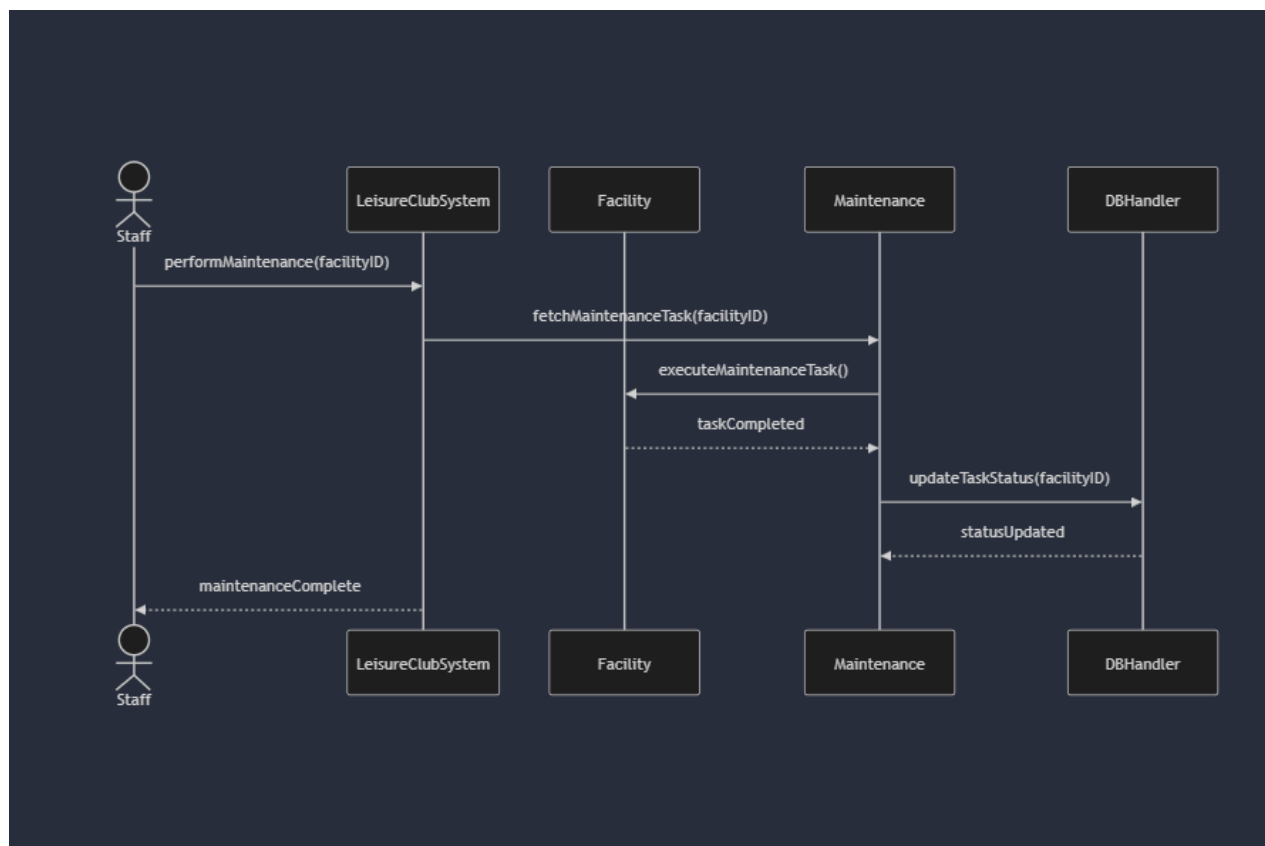 Staff
LeisureClubSystem
Facility
Maintenance
DBHandler
performMaintenance(facilityID)
fetchMaintenanceTask(facilityID)
executeMaintenanceTask()
taskCompleted
updateTaskStatus(facilityID)
statusUpdated
maintenanceComplete
Staff
LeisureClubSystem
Facility
Maintenance
DBHandler